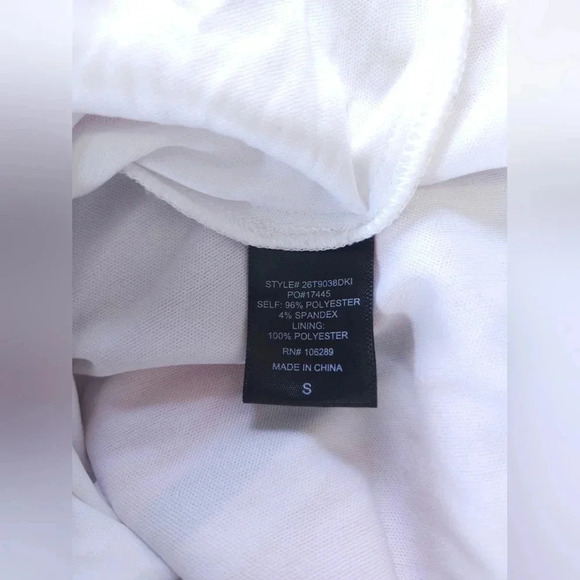 STYLE# 26T9038DKI
PO#17445
SELF: 96% POLYESTER
4% SPANDEX
LINING:
100% POLYESTER
RN# 106289
MADE IN CHINA
S